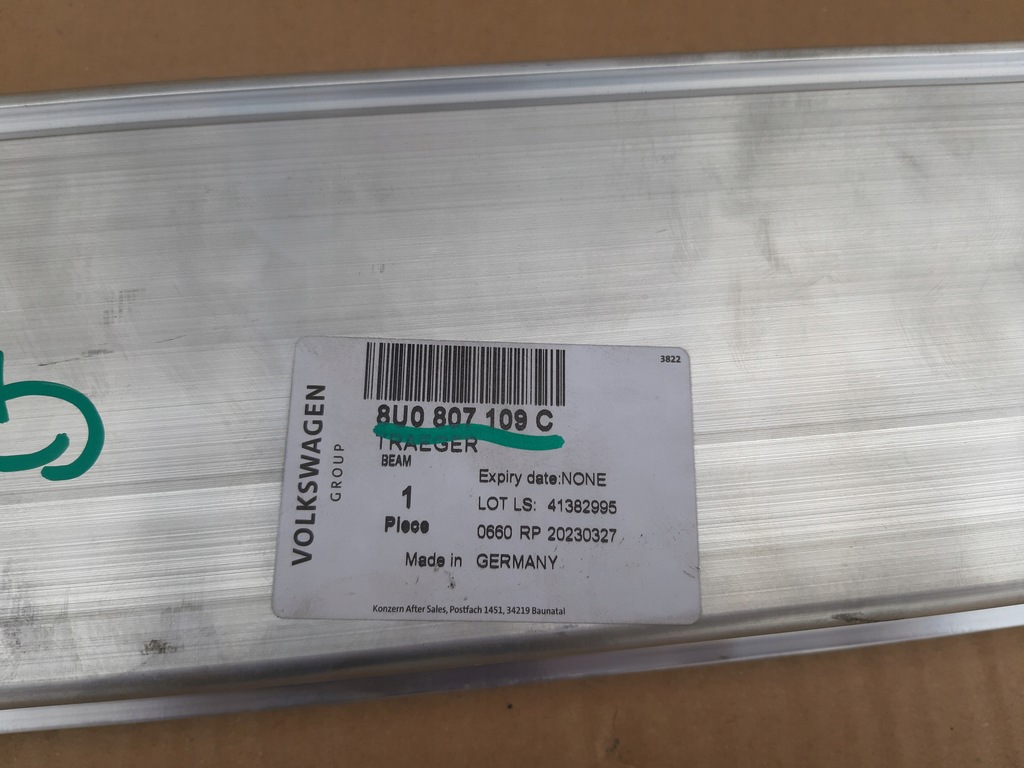 3822
VOLKSWAGEN
GROUP
8U0 807 109 C
TRAEGER
BEAM
1
Piece
Expiry date:NONE
LOT LS: 41382995
0660 RP 20230327
Made in GERMANY
Konzern After Sales, Postfach 1451, 34219 Baunatal